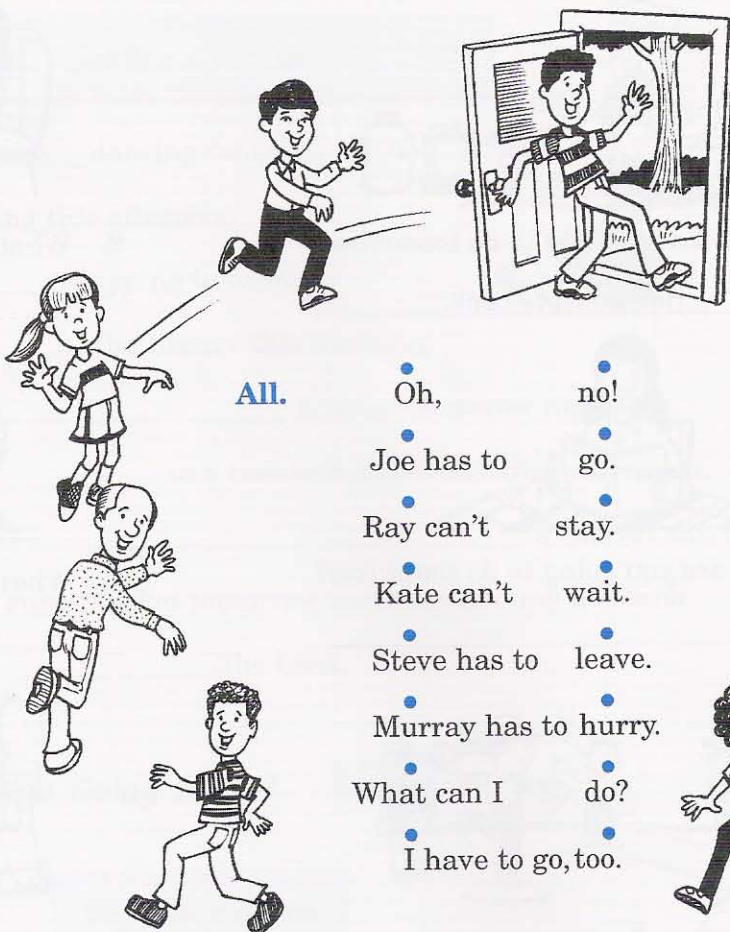 All. Oh, no!
Joe has to go.
Ray can't stay.
Kate can't wait.
Steve has to leave.
Murray has to hurry.
What can I do?
I have to go, too.